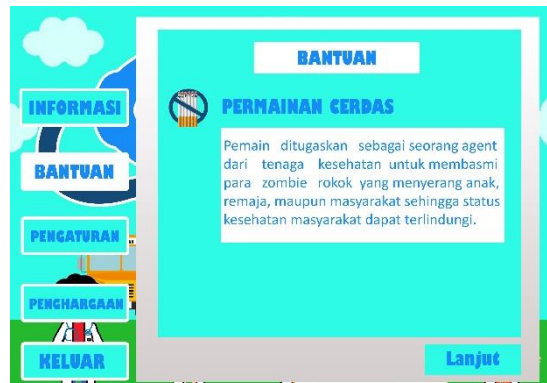 BANTUAN
INFORMASI
BANTUAN
PENGATURAN
PENGHARGAAN
KELUAR
PERMAINAN CERDAS
Pemain ditugaskan sebagai seorang agent
dari tenaga kesehatan untuk membasmi
para zombie rokok yang menyerang anak,
remaja, maupun masyarakat sehingga status
kesehatan masyarakat dapat terlindungi.
Lanjut